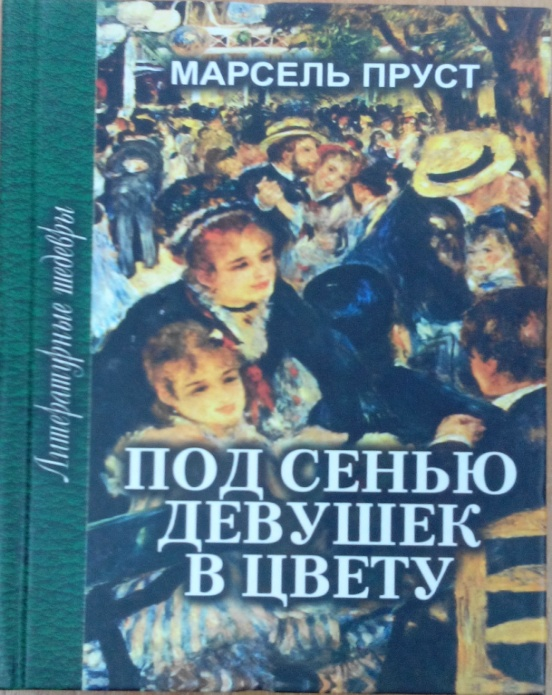 МАРСЕЛЬ ПРУСТ
Литературные шедевры
ПОД СЕНЬЮ
ДЕВУШЕК
В ЦВЕТУ